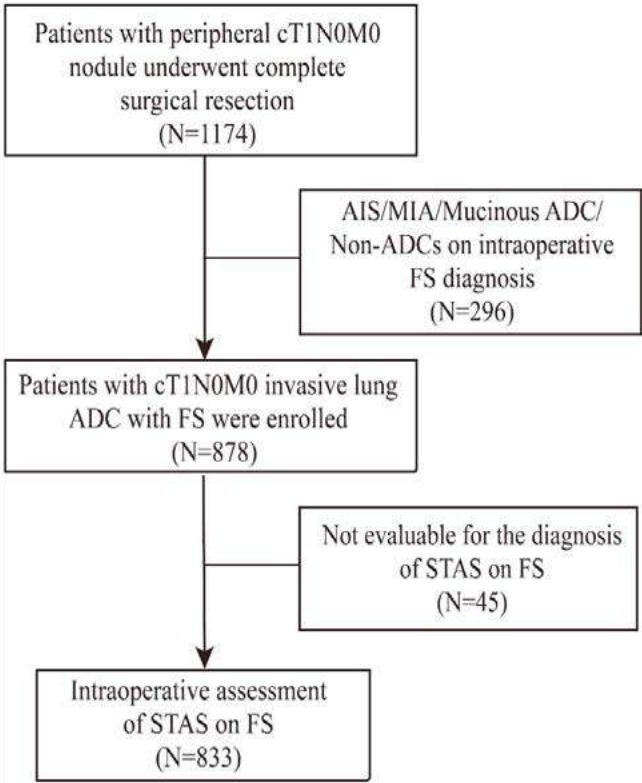 Patients with peripheral cT1N0M0
nodule underwent complete
surgical resection
(N=1174)
AIS/MIA/Mucinous ADC/
Non-ADCs on intraoperative
FS diagnosis
(N=296)
Patients with cT1N0M0 invasive lung
ADC with FS were enrolled
(N=878)
Not evaluable for the diagnosis
of STAS on FS
(N=45)
Intraoperative assessment
of STAS on FS
(N=833)